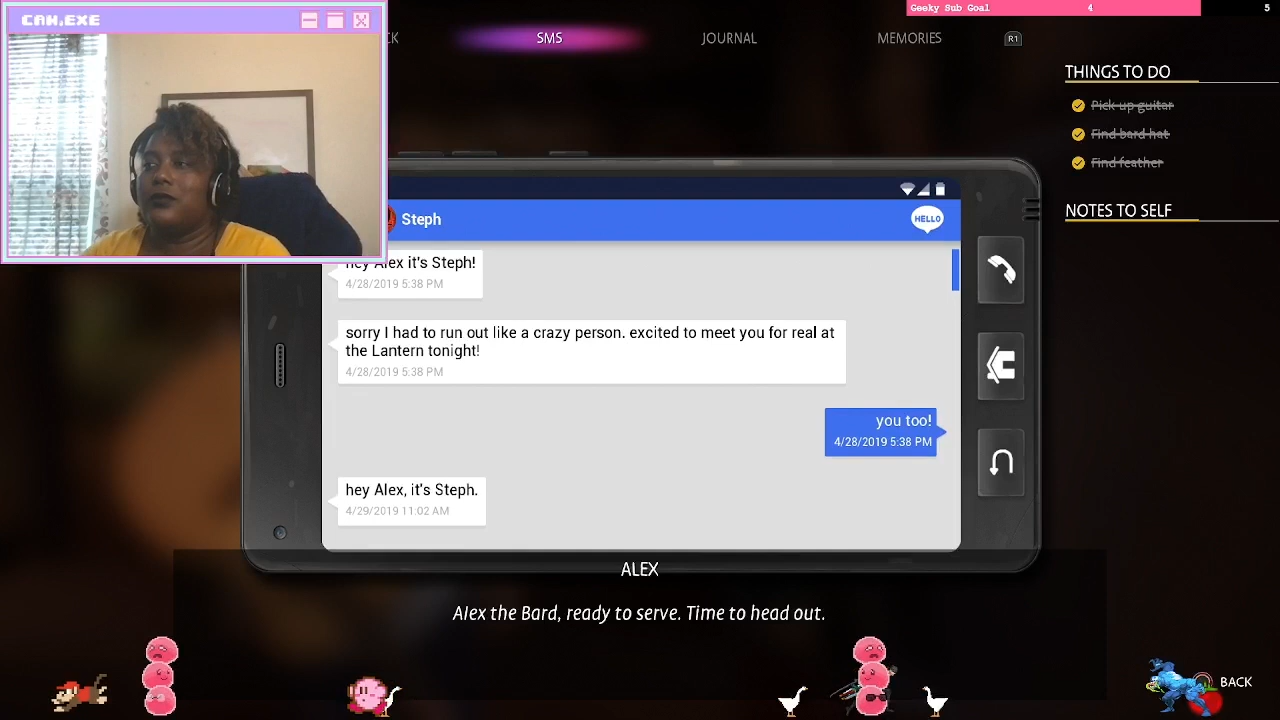 CAM.EXE
Geeky Sub Goal 4 5
CK
SMS
JOURN
MEMORIES
R1
THINGS TO DO
Pick up guitar
Find bard hat
Find feather
NOTES TO SELF
Steph
HELLO
hey Alex it's Steph!
4/28/2019 5:38 PM
sorry I had to run out like a crazy person. excited to meet you for real at
the Lantern tonight!
4/28/2019 5:38 PM
you too!
4/28/2019 5:38 PM
hey Alex, it's Steph.
4/29/2019 11:02 AM
ALEX
Alex the Bard, ready to serve. Time to head out.
BACK